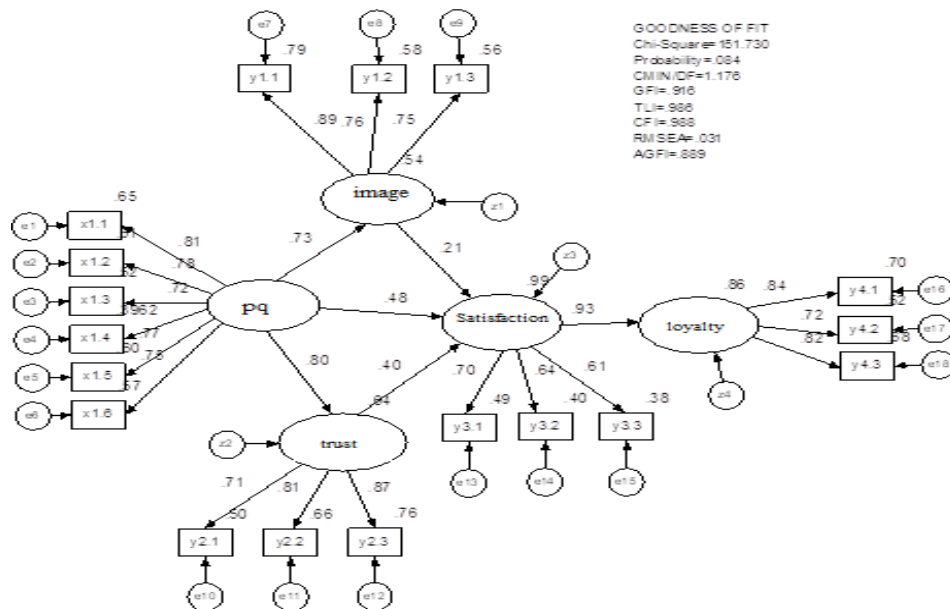 e7
e8
e9
.79
.58
.56
y1.1
y1.2
y1.3
GOODNESS OF FIT
Chi-Square=151.730
Probability=.084
CMIN/DF=1.176
GFI=.916
TLI=.986
CFI=.988
RMSEA=.031
AGFI=.889
.89
.76
.75
.54
image
z1
.65
e1
x1.1
.81
.73
.21
z3
e2
x1.2
.78
.99
.70
e3
x1.3
.72
pq
.48
Satisfaction
.93
.86
.84
y4.1
e16
loyalty
.72
y4.2
e17
e4
x1.4
.77
.82
y4.3
e18
e5
x1.5
.75
.80
.40
.70
.64
.61
z4
e6
x1.6
.49
.40
.38
z2
trust
y3.1
y3.2
y3.3
e13
e14
e15
.71
.81
.87
.50
.66
.76
y2.1
y2.2
y2.3
e10
e11
e12